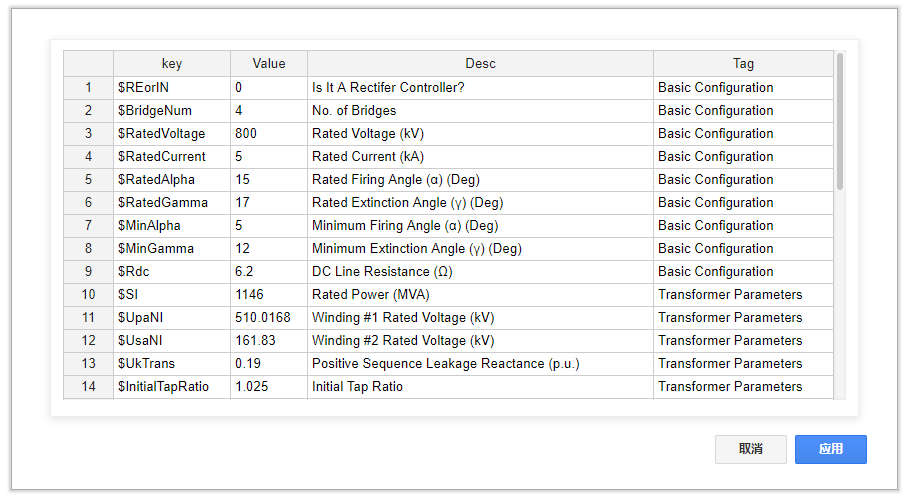 key Value Desc Tag
1 $REorIN 0 Is It A Rectifer Controller? Basic Configuration
2 $BridgeNum 4 No. of Bridges Basic Configuration
3 $RatedVoltage 800 Rated Voltage (kV) Basic Configuration
4 $RatedCurrent 5 Rated Current (kA) Basic Configuration
5 $RatedAlpha 15 Rated Firing Angle (α) (Deg) Basic Configuration
6 $RatedGamma 17 Rated Extinction Angle (γ) (Deg) Basic Configuration
7 $MinAlpha 5 Minimum Firing Angle (α) (Deg) Basic Configuration
8 $MinGamma 12 Minimum Extinction Angle (γ) (Deg) Basic Configuration
9 $Rdc 6.2 DC Line Resistance (Ω) Basic Configuration
10 $SI 1146 Rated Power (MVA) Transformer Parameters
11 $UpaNI 510.0168 Winding #1 Rated Voltage (kV) Transformer Parameters
12 $UsaNI 161.83 Winding #2 Rated Voltage (kV) Transformer Parameters
13 $UkTrans 0.19 Positive Sequence Leakage Reactance (p.u.) Transformer Parameters
14 $InitialTapRatio 1.025 Initial Tap Ratio Transformer Parameters
取消 应用